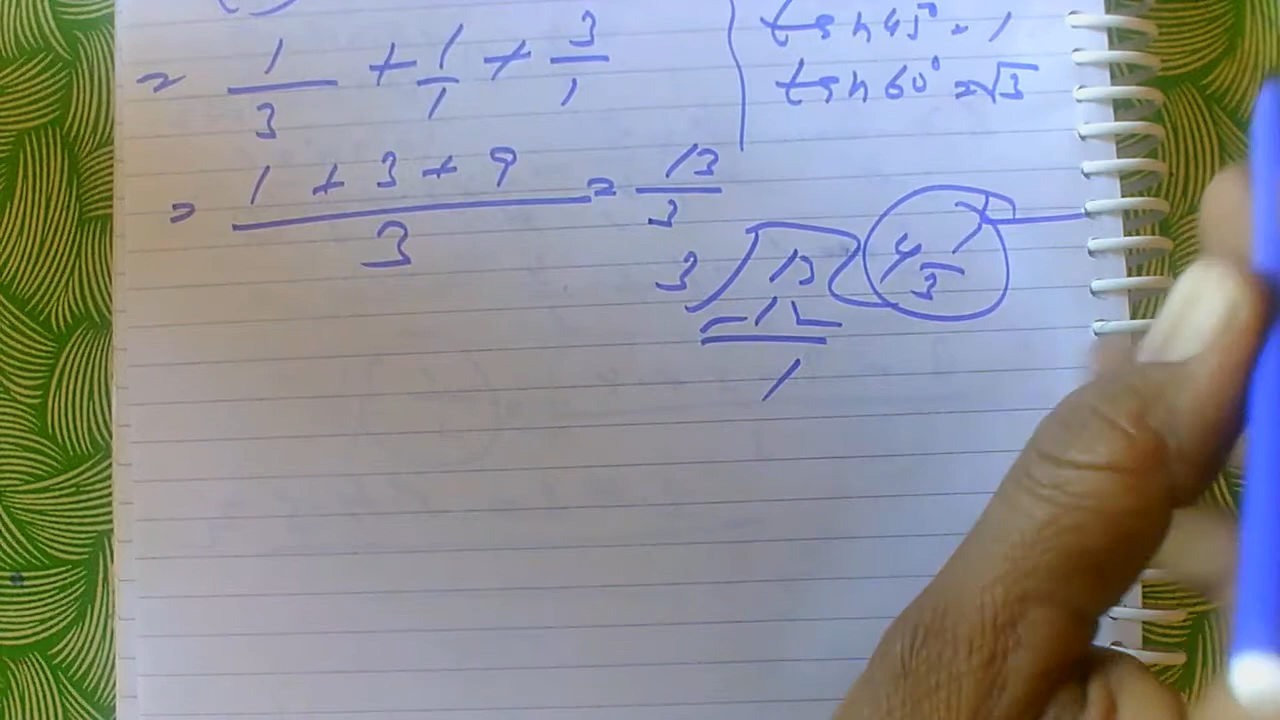 = 1/3 + 1/1 + 3/1
tan 45° = 1
tan 60° = √3
= 1 + 3 + 9 / 3 = 13/3
3 ) 13 ( 4 1/3
- 12
1